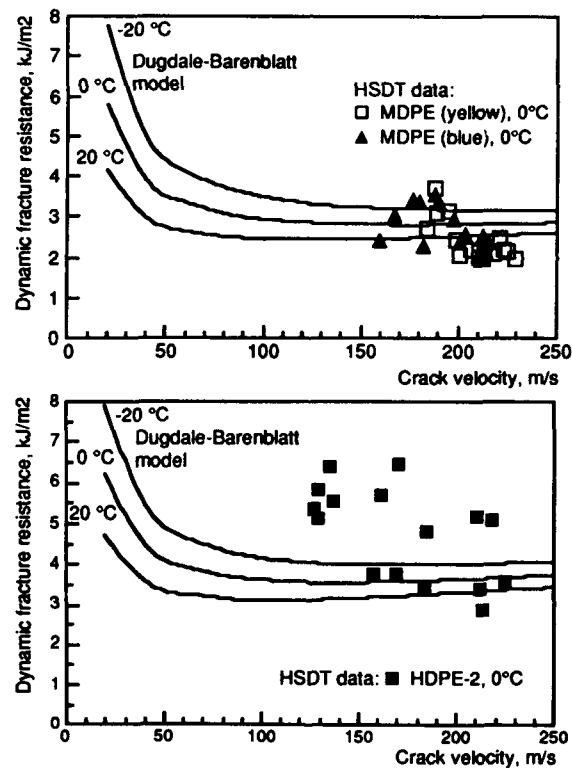 Dynamic fracture resistance, kJ/m2
8
7
6
5
4
3
2
1
0
-20 °C
Dugdale-Barenblatt
model
0 °C
20 °C
HSDT data:
□ MDPE (yellow), 0°C
▲ MDPE (blue), 0°C
0 50 100 150 200 250
Crack velocity, m/s
Dynamic fracture resistance, kJ/m2
8
7
6
5
4
3
2
1
0
-20 °C
Dugdale-Barenblatt
model
0 °C
20 °C
HSDT data: ■ HDPE-2, 0°C
0 50 100 150 200 250
Crack velocity, m/s